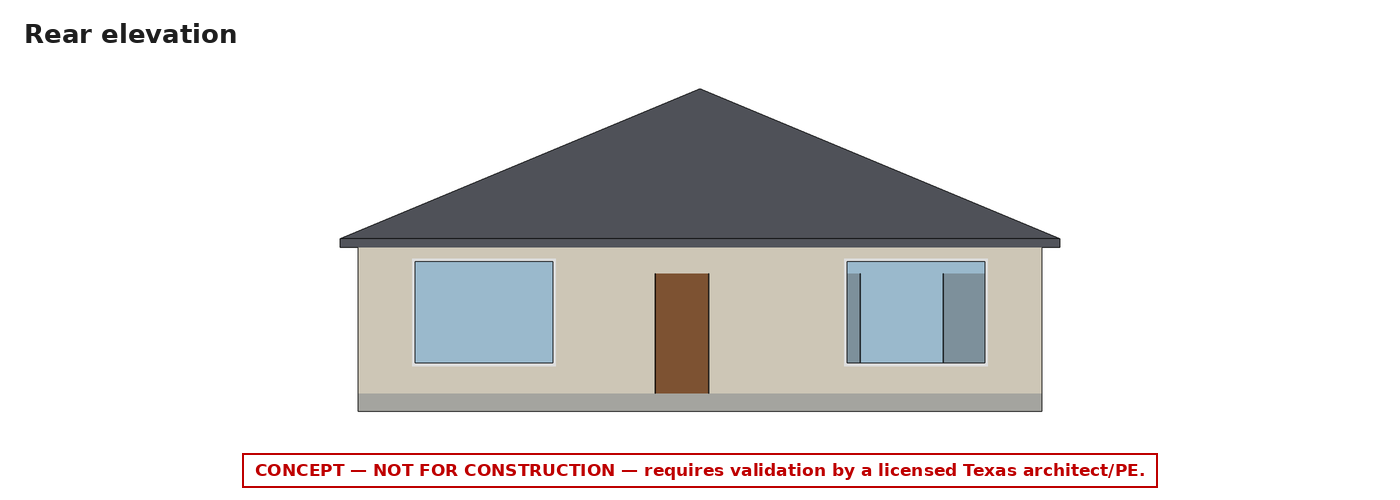 Rear elevation
CONCEPT — NOT FOR CONSTRUCTION — requires validation by a licensed Texas architect/PE.